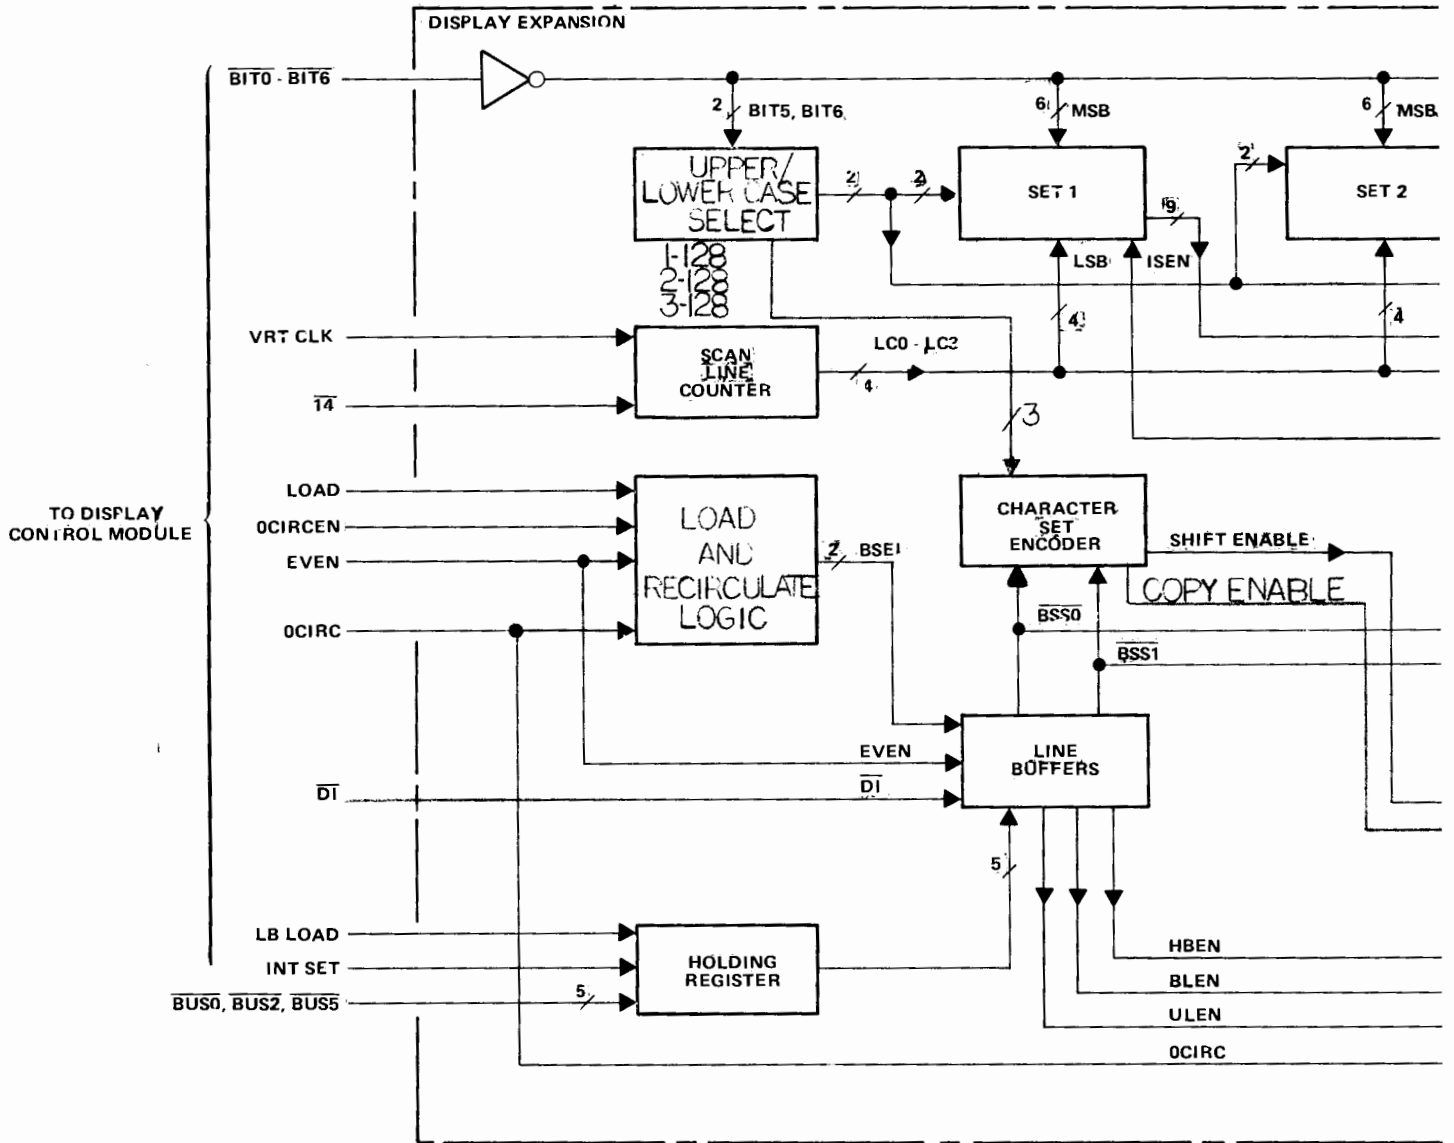 DISPLAY EXPANSION
BIT0 - BIT6
2 BIT5, BIT6
6 MSB
6 MSB
UPPER/
LOWER CASE
SELECT
2
2
SET 1
2
SET 2
9
1-128
2-128
3-128
LSB
ISEN
4
4
VRT CLK
14
SCAN
LINE
COUNTER
4
3
LOAD
0CIRCEN
EVEN
0CIRC
TO DISPLAY
CONTROL MODULE
LOAD
AND
RECIRCULATE
LOGIC
2
CHARACTER
SET
ENCODER
SHIFT ENABLE
COPY ENABLE
BSS0
BSS1
EVEN
DI
DI
LINE
BUFFERS
5
LB LOAD
INT SET
BUS0, BUS2, BUS5
5
HOLDING
REGISTER
HBEN
BLEN
ULEN
0CIRC